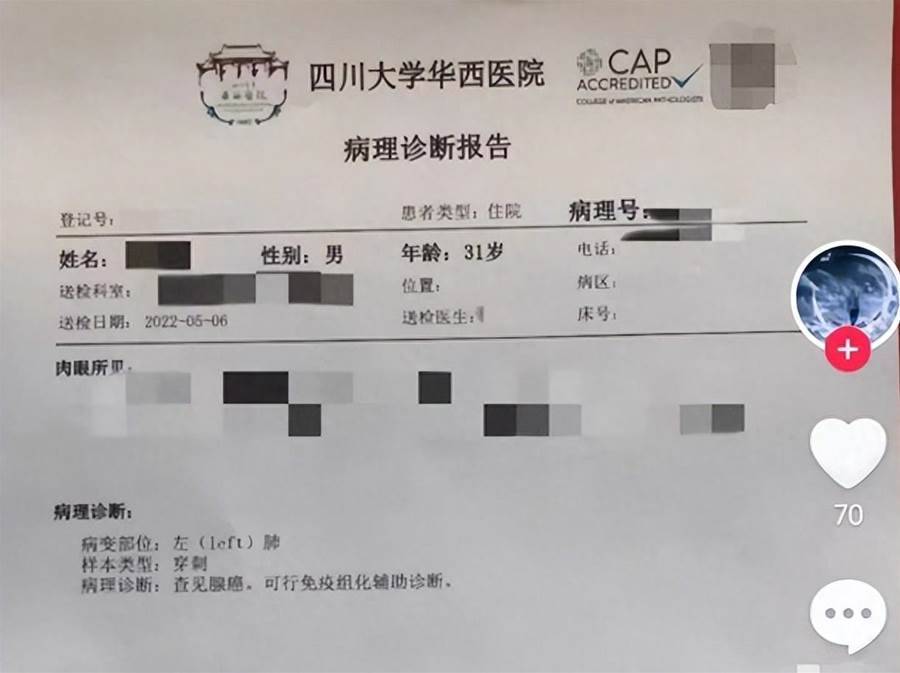 四川大学华西医院
CAP
ACCREDITED
COLLEGE of AMERICAN PATHOLOGISTS
病理诊断报告
登记号: 患者类型: 住院 病理号:
姓名: 性别: 男 年龄: 31岁 电话:
送检科室: 位置: 病区:
送检日期: 2022-05-06 送检医生: 床号:
肉眼所见:
病理诊断:
病变部位: 左 (left) 肺
样本类型: 穿刺
病理诊断: 查见腺癌。可行免疫组化辅助诊断。
70